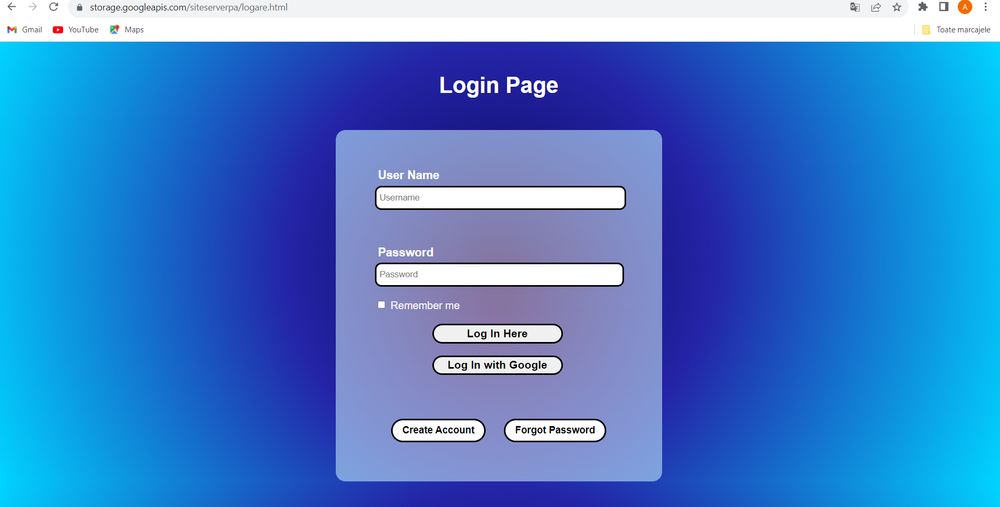 storage.googleapis.com/siteserverpa/logare.html
A
Gmail
YouTube
Maps
Toate marcajele
Login Page
User Name
Username
Password
Password
Remember me
Log In Here
Log In with Google
Create Account
Forgot Password